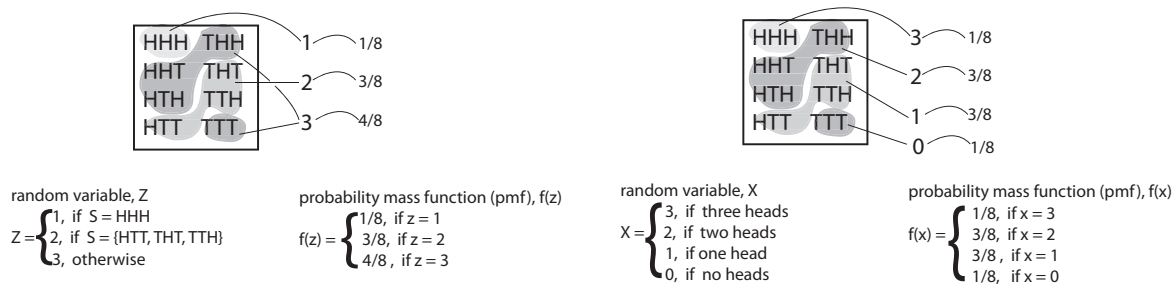 HHH THH 1 1/8
HHT THT 2 3/8
HTH TTH
HTT TTT 3 4/8
random variable, Z
Z = { 1, if S = HHH
2, if S = {HTT, THT, TTH}
3, otherwise
probability mass function (pmf), f(z)
f(z) = { 1/8, if z = 1
3/8, if z = 2
4/8, if z = 3
HHH THH 3 1/8
HHT THT 2 3/8
HTH TTH 1 3/8
HTT TTT 0 1/8
random variable, X
X = { 3, if three heads
2, if two heads
1, if one head
0, if no heads
probability mass function (pmf), f(x)
f(x) = { 1/8, if x = 3
3/8, if x = 2
3/8 , if x = 1
1/8, if x = 0